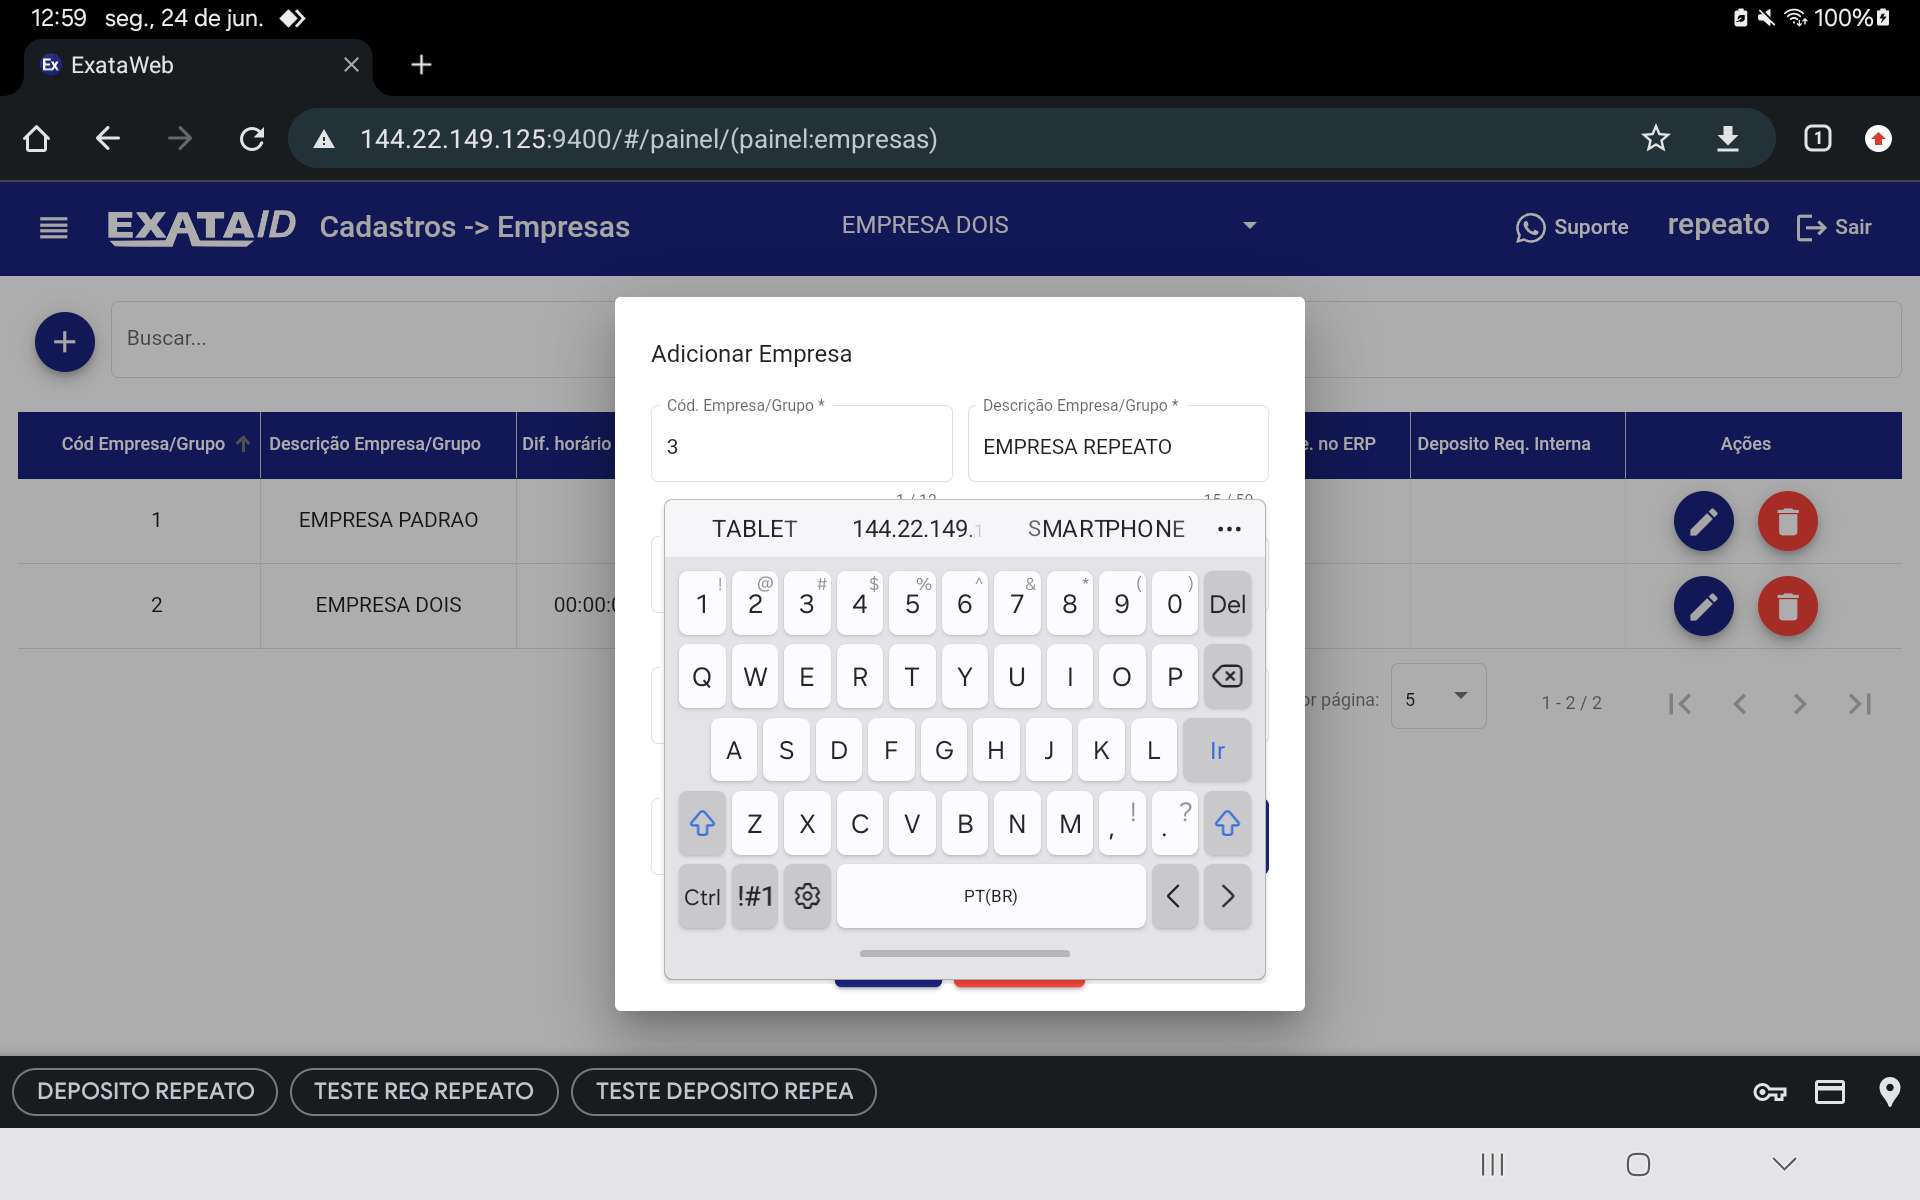 12:59 seg., 24 de jun. 100%
Ex ExataWeb
144.22.149.125:9400/#/painel/(painel:empresas) 1
EXATA/ID Cadastros -> Empresas EMPRESA DOIS Suporte repeato Sair
Buscar...
Adicionar Empresa
Cód. Empresa/Grupo * Descrição Empresa/Grupo *
3 EMPRESA REPEATO
1 / 12 15 / 50
Cód Empresa/Grupo Descrição Empresa/Grupo Dif. horário e. no ERP Deposito Req. Interna Ações
1 EMPRESA PADRAO
2 EMPRESA DOIS 00:00:0
or página: 5 1 - 2 / 2
TABLET 144.22.149.1 SMARTPHONE ...
! @ # $ % ^ & * ( )
1 2 3 4 5 6 7 8 9 0 Del
Q W E R T Y U I O P
A S D F G H J K L Ir
Z X C V B N M , ! . ?
Ctrl !#1 PT(BR) < >
DEPOSITO REPEATO TESTE REQ REPEATO TESTE DEPOSITO REPEA